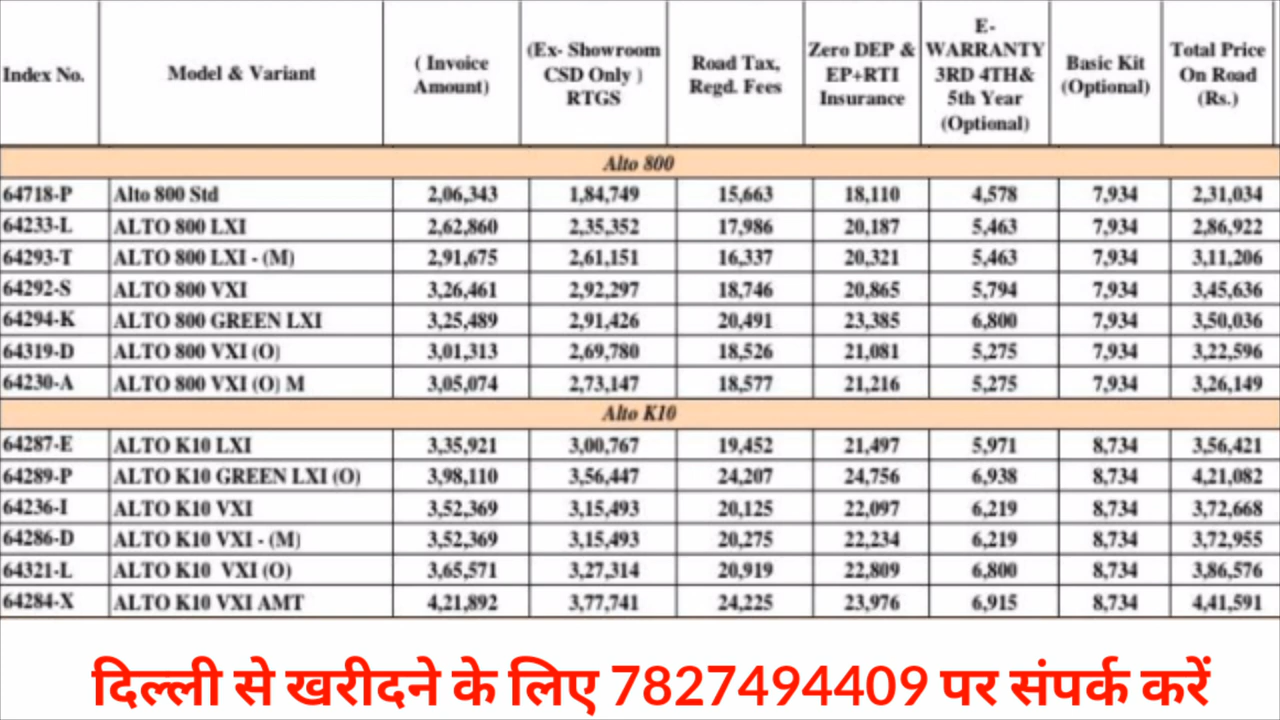 Index No. Model & Variant ( Invoice Amount) (Ex- Showroom CSD Only ) RTGS Road Tax, Regd. Fees Zero DEP & EP+RTI Insurance E-WARRANTY 3RD 4TH& 5th Year (Optional) Basic Kit (Optional) Total Price On Road (Rs.)
Alto 800
64718-P Alto 800 Std 2,06,343 1,84,749 15,663 18,110 4,578 7,934 2,31,034
64233-L ALTO 800 LXI 2,62,860 2,35,352 17,986 20,187 5,463 7,934 2,86,922
64293-T ALTO 800 LXI - (M) 2,91,675 2,61,151 16,337 20,321 5,463 7,934 3,11,206
64292-S ALTO 800 VXI 3,26,461 2,92,297 18,746 20,865 5,794 7,934 3,45,636
64294-K ALTO 800 GREEN LXI 3,25,489 2,91,426 20,491 23,385 6,800 7,934 3,50,036
64319-D ALTO 800 VXI (O) 3,01,313 2,69,780 18,526 21,081 5,275 7,934 3,22,596
64230-A ALTO 800 VXI (O) M 3,05,074 2,73,147 18,577 21,216 5,275 7,934 3,26,149
Alto K10
64287-E ALTO K10 LXI 3,35,921 3,00,767 19,452 21,497 5,971 8,734 3,56,421
64289-P ALTO K10 GREEN LXI (O) 3,98,110 3,56,447 24,207 24,756 6,938 8,734 4,21,082
64236-I ALTO K10 VXI 3,52,369 3,15,493 20,125 22,097 6,219 8,734 3,72,668
64286-D ALTO K10 VXI - (M) 3,52,369 3,15,493 20,275 22,234 6,219 8,734 3,72,955
64321-L ALTO K10 VXI (O) 3,65,571 3,27,314 20,919 22,809 6,800 8,734 3,86,576
64284-X ALTO K10 VXI AMT 4,21,892 3,77,741 24,225 23,976 6,915 8,734 4,41,591
दिल्ली से खरीदने के लिए 7827494409 पर संपर्क करें